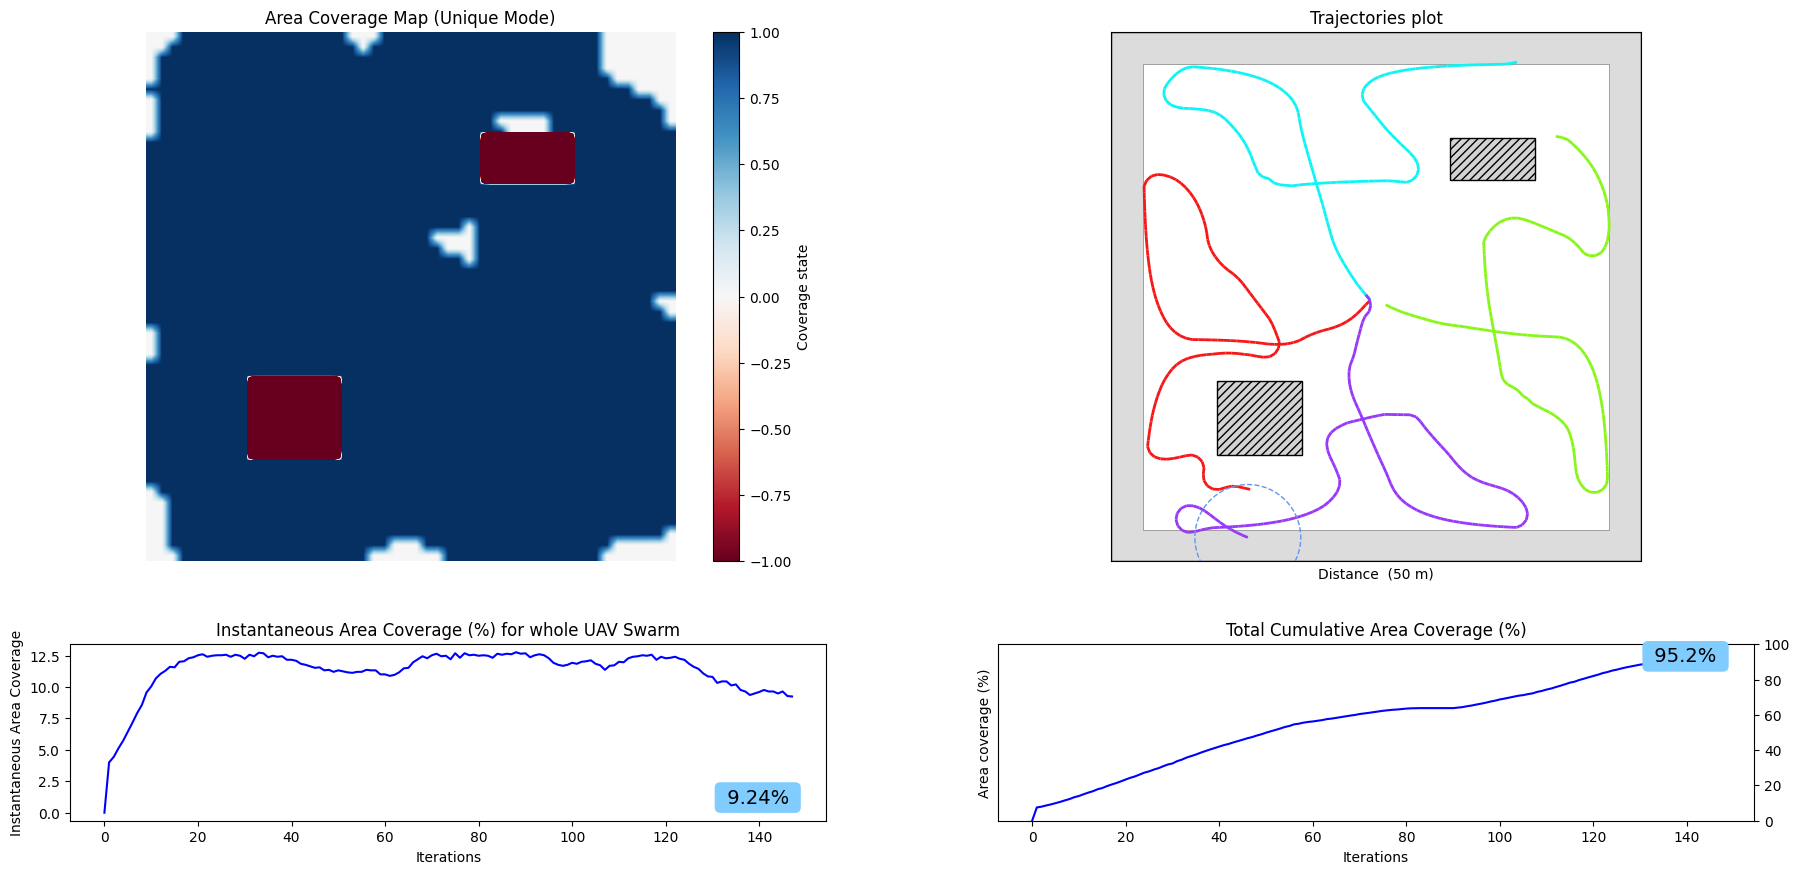 Area Coverage Map (Unique Mode)
1.00
0.75
0.50
0.25
0.00
−0.25
−0.50
−0.75
−1.00
Coverage state
Trajectories plot
Distance  (50 m)
Instantaneous Area Coverage (%) for whole UAV Swarm
Instantaneous Area Coverage
12.5
10.0
7.5
5.0
2.5
0.0
9.24%
0 20 40 60 80 100 120 140
Iterations
Total Cumulative Area Coverage (%)
Area coverage (%)
95.2%
100
80
60
40
20
0
0 20 40 60 80 100 120 140
Iterations